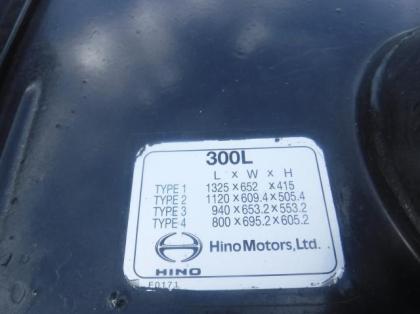 300L
L × W × H
TYPE 1 1325×652 ×415
TYPE 2 1120×609.4×505.4
TYPE 3 940×653.2×553.2
TYPE 4 800×695.2×605.2
HINO Hino Motors, Ltd.
E0171